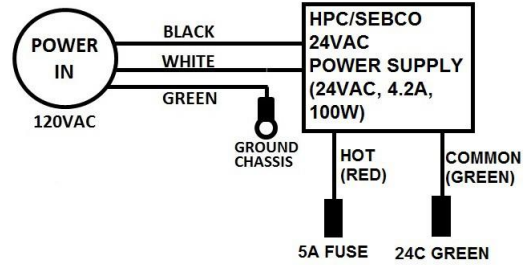 POWER
IN
120VAC
BLACK
WHITE
GREEN
GROUND
CHASSIS
HPC/SEBCO
24VAC
POWER SUPPLY
(24VAC, 4.2A,
100W)
HOT
(RED)
COMMON
(GREEN)
5A FUSE
24C GREEN